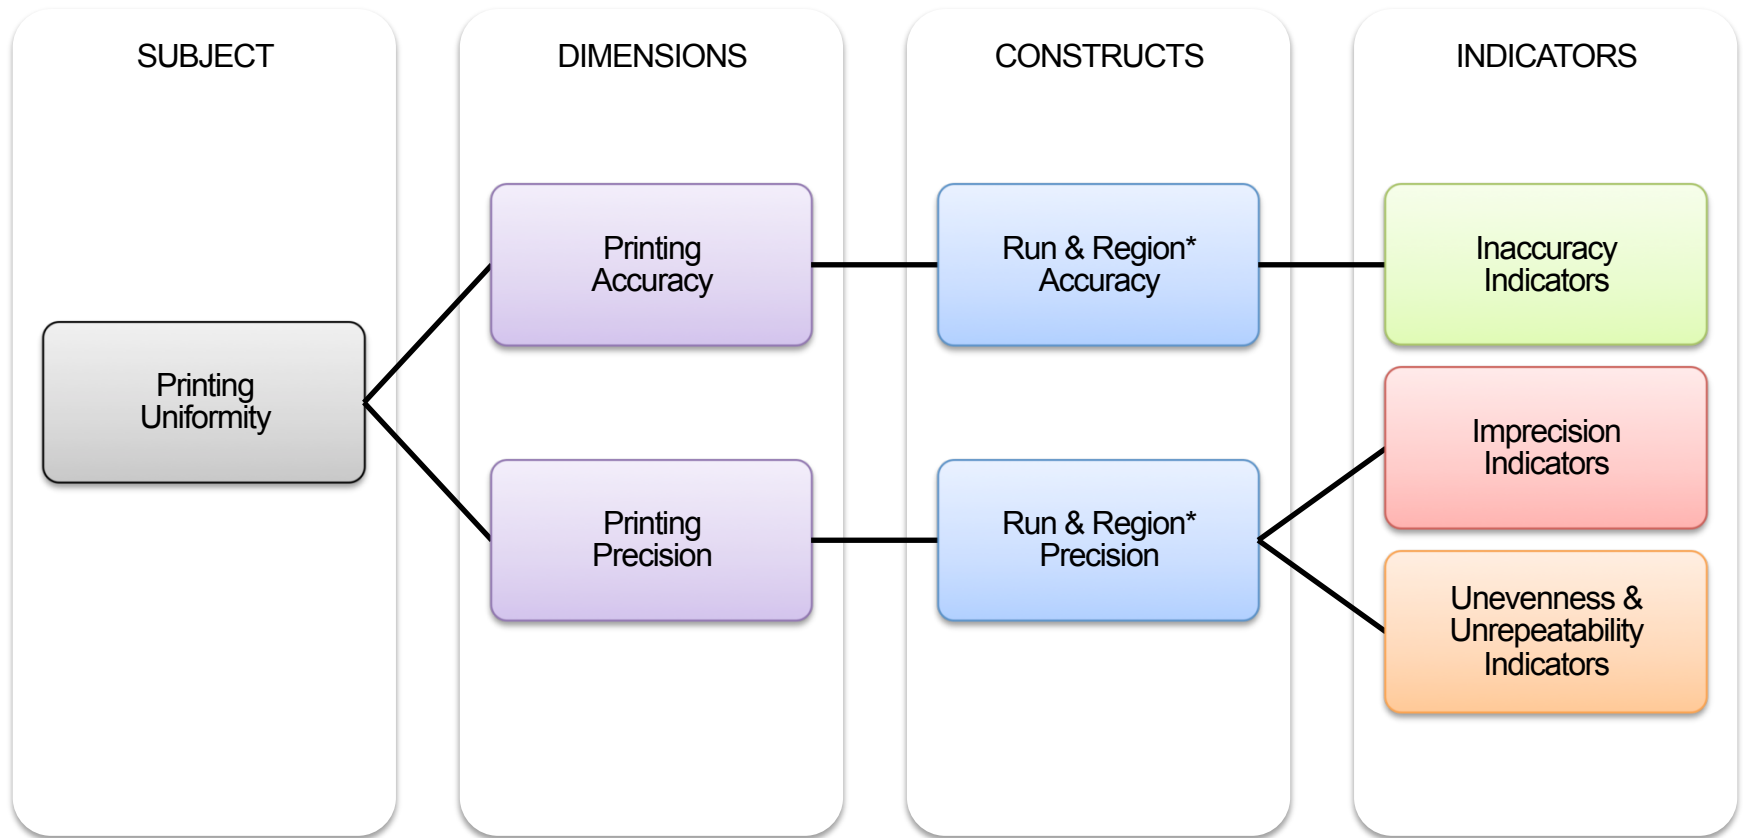 SUBJECT
DIMENSIONS
CONSTRUCTS
INDICATORS
Printing
Uniformity
Printing
Accuracy
Printing
Precision
Run & Region*
Accuracy
Run & Region*
Precision
Inaccuracy
Indicators
Imprecision
Indicators
Unevenness &
Unrepeatability
Indicators